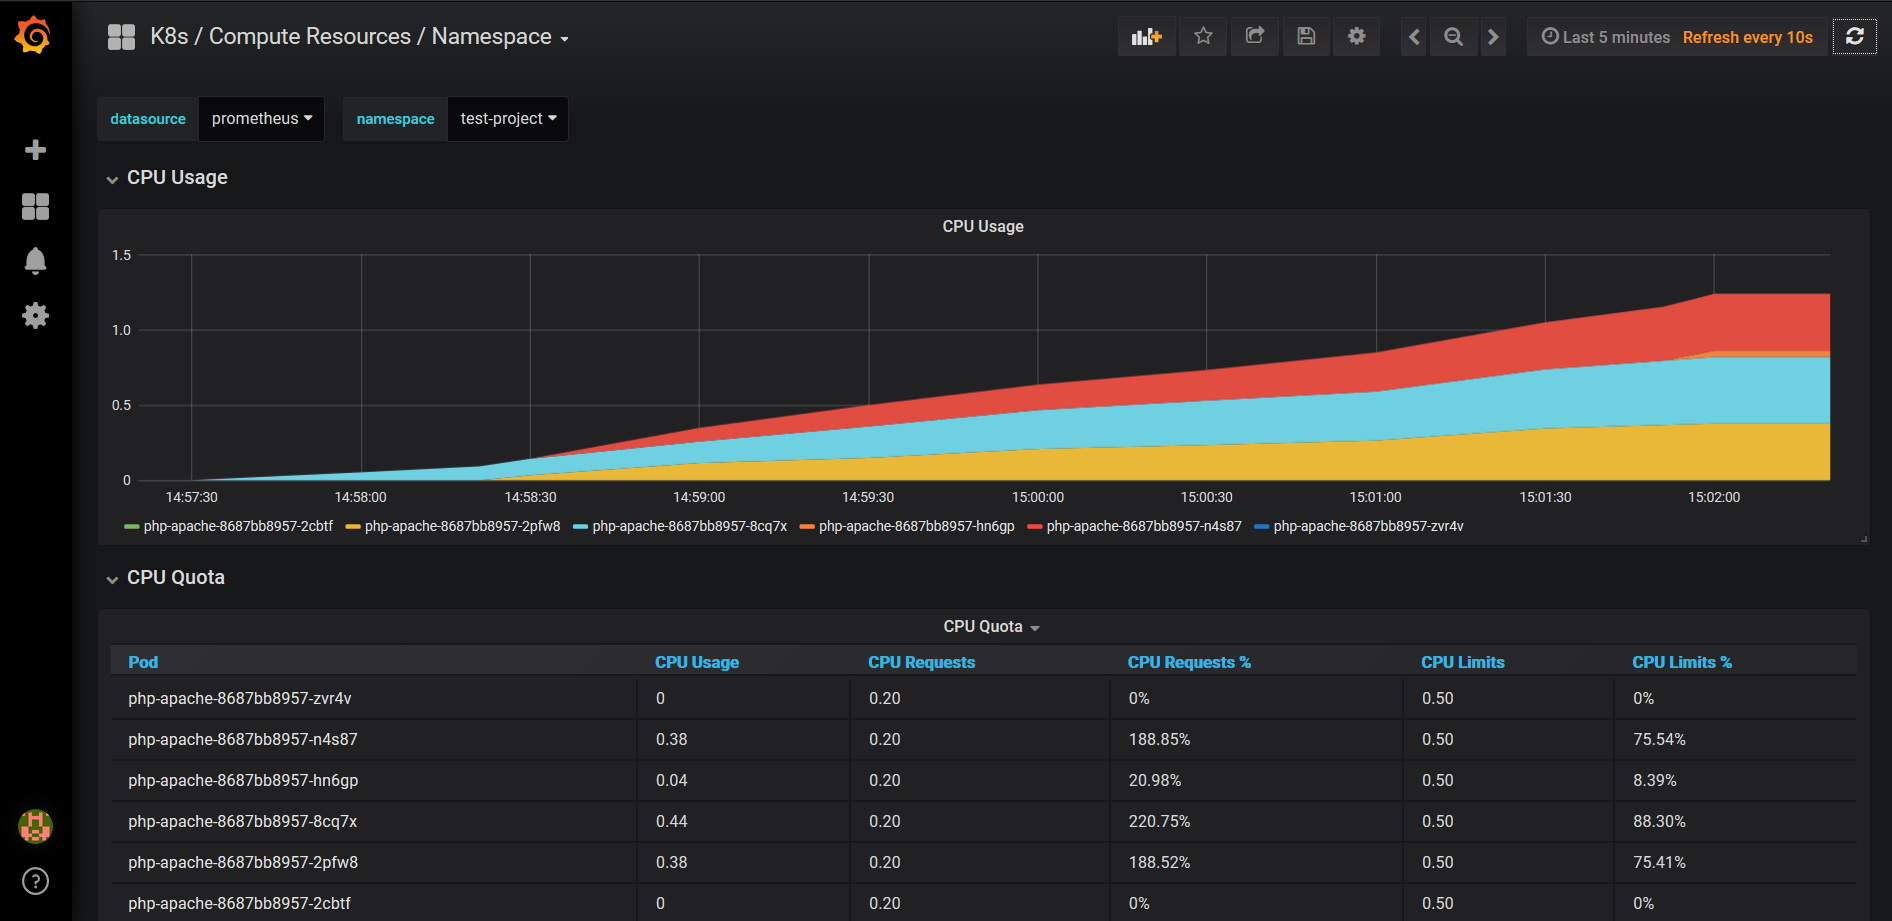 K8s / Compute Resources / Namespace
Last 5 minutes Refresh every 10s
datasource prometheus namespace test-project
CPU Usage
CPU Usage
1.5
1.0
0.5
0
14:57:30 14:58:00 14:58:30 14:59:00 14:59:30 15:00:00 15:00:30 15:01:00 15:01:30 15:02:00
php-apache-8687bb8957-2cbtf php-apache-8687bb8957-2pfw8 php-apache-8687bb8957-8cq7x php-apache-8687bb8957-hn6gp php-apache-8687bb8957-n4s87 php-apache-8687bb8957-zvr4v
CPU Quota
CPU Quota
Pod CPU Usage CPU Requests CPU Requests % CPU Limits CPU Limits %
php-apache-8687bb8957-zvr4v 0 0.20 0% 0.50 0%
php-apache-8687bb8957-n4s87 0.38 0.20 188.85% 0.50 75.54%
php-apache-8687bb8957-hn6gp 0.04 0.20 20.98% 0.50 8.39%
php-apache-8687bb8957-8cq7x 0.44 0.20 220.75% 0.50 88.30%
php-apache-8687bb8957-2pfw8 0.38 0.20 188.52% 0.50 75.41%
php-apache-8687bb8957-2cbtf 0 0.20 0% 0.50 0%